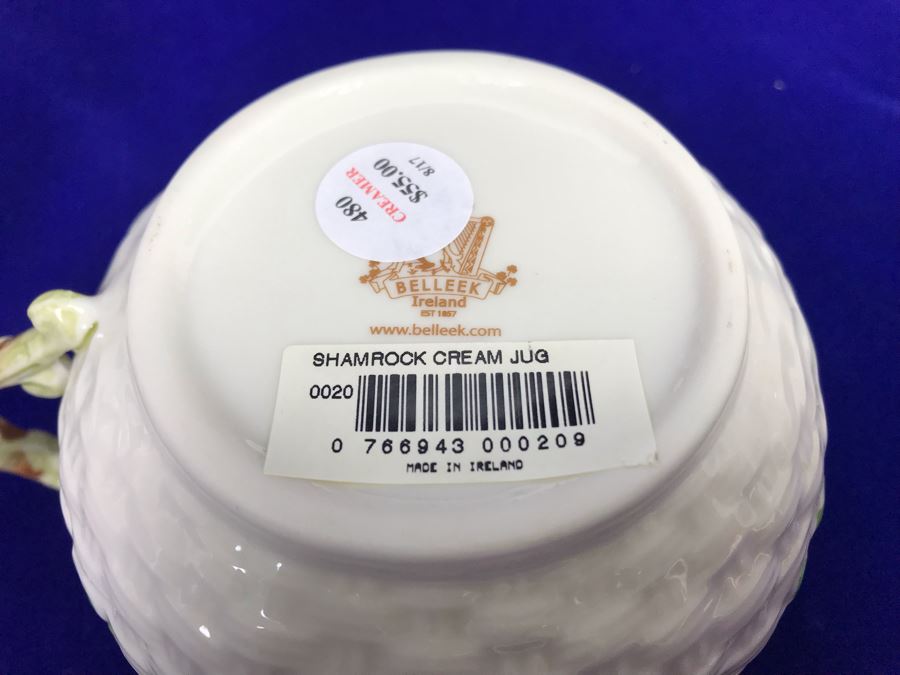 480
CREAMER
$55.00
8/17
BELLEEK
Ireland
EST 1857
www.belleek.com
SHAMROCK CREAM JUG
0020
0 766943 000209
MADE IN IRELAND